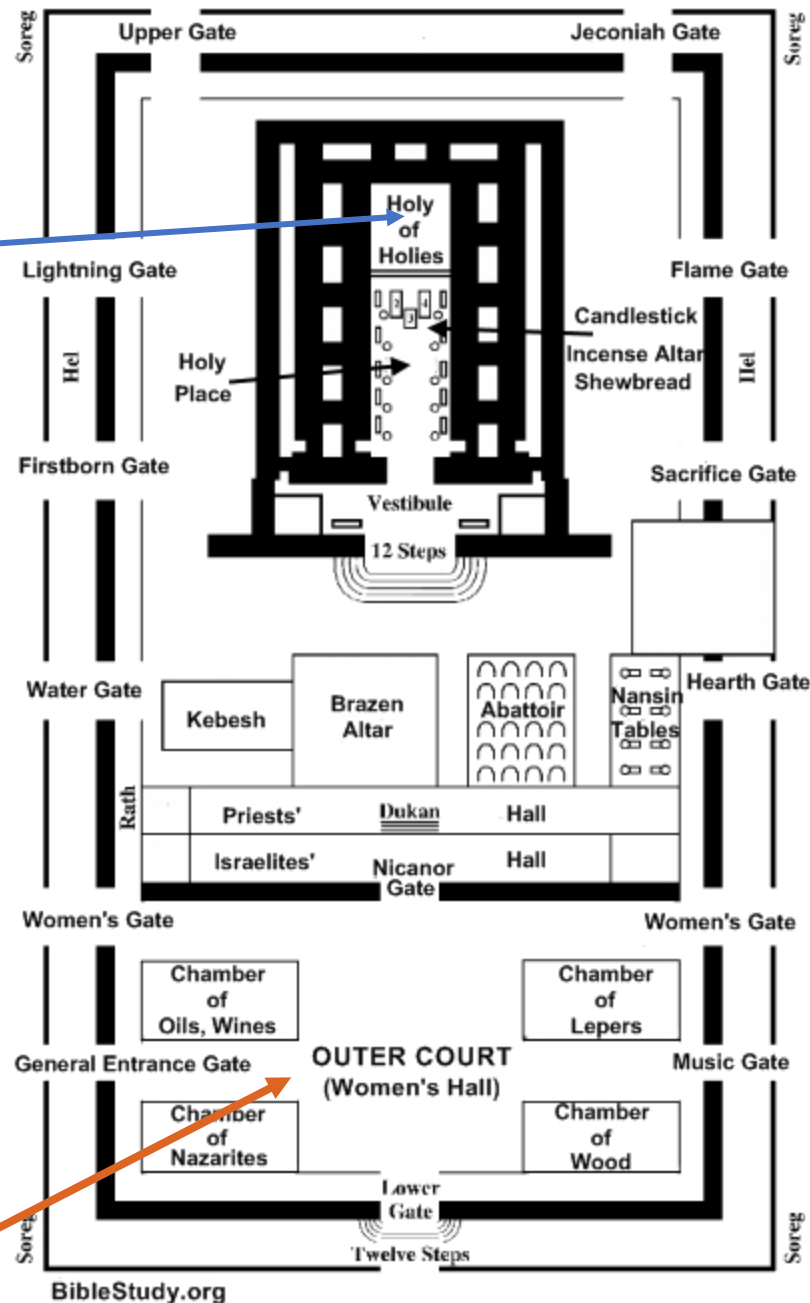 Soreg
Upper Gate
Jeconiah Gate
Soreg
Holy
of
Holies
Lightning Gate
Flame Gate
2
3
4
Candlestick
Incense Altar
Shewbread
Hel
Holy
Place
Hel
Firstborn Gate
Sacrifice Gate
Vestibule
12 Steps
Water Gate
Hearth Gate
Kebesh
Brazen
Altar
Abattoir
Nansin
Tables
Rath
Priests'
Dukan
Hall
Israelites'
Nicanor
Gate
Hall
Women's Gate
Women's Gate
Chamber
of
Oils, Wines
Chamber
of
Lepers
General Entrance Gate
OUTER COURT
(Women's Hall)
Music Gate
Chamber
of
Nazarites
Chamber
of
Wood
Lower
Gate
Soreg
Twelve Steps
Soreg
BibleStudy.org